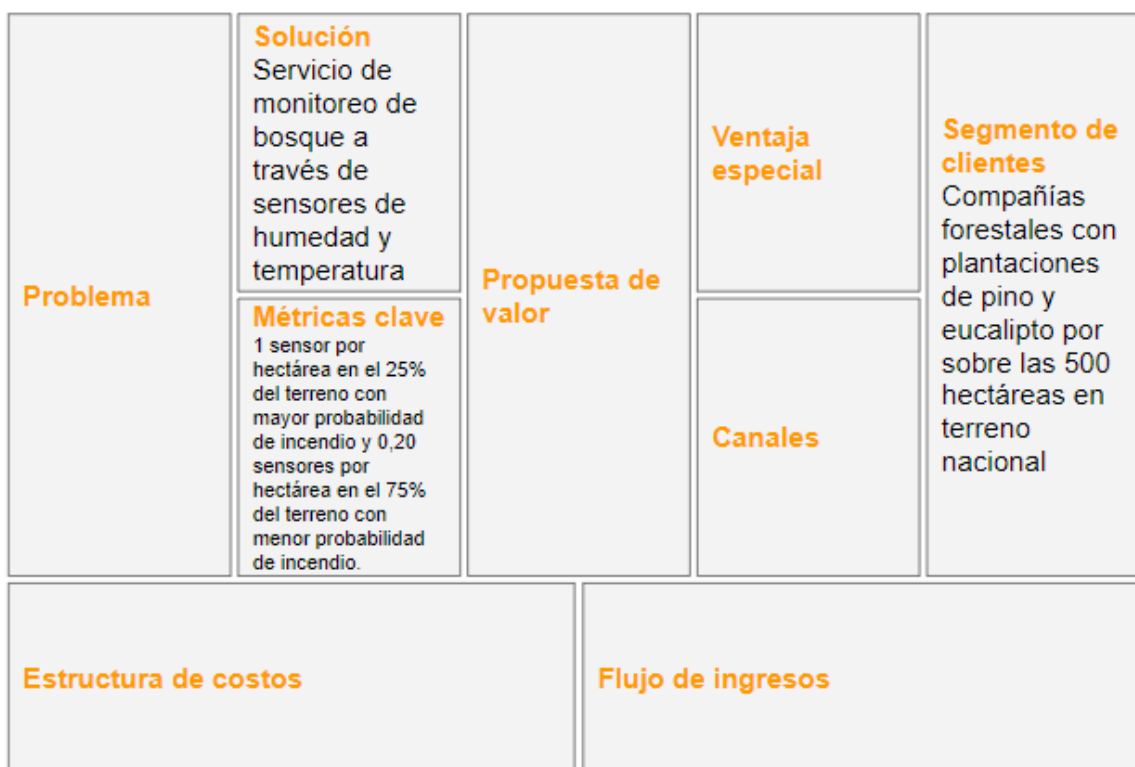 Problema
Solución
Servicio de
monitoreo de
bosque a
través de
sensores de
humedad y
temperatura
Métricas clave
1 sensor por
hectárea en el 25%
del terreno con
mayor probabilidad
de incendio y 0,20
sensores por
hectárea en el 75%
del terreno con
menor probabilidad
de incendio.
Propuesta de
valor
Ventaja
especial
Canales
Segmento de
clientes
Compañías
forestales con
plantaciones
de pino y
eucalipto por
sobre las 500
hectáreas en
terreno
nacional
Estructura de costos
Flujo de ingresos